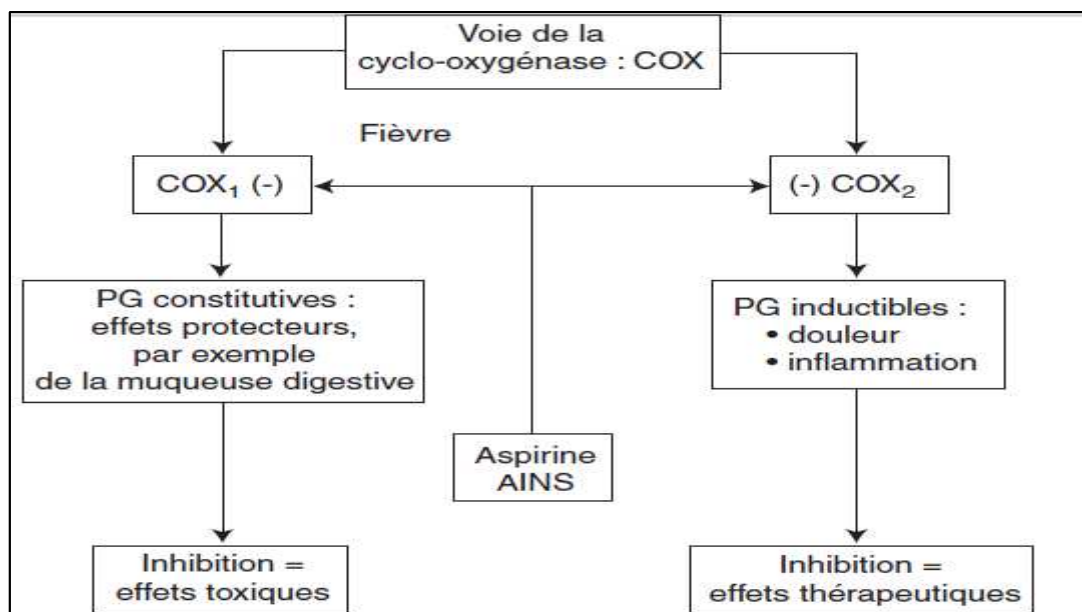 Voie de la
cyclo-oxygénase : COX
Fièvre
COX₁ (-)
(-) COX₂
PG constitutives :
effets protecteurs,
par exemple
de la muqueuse digestive
PG inductibles :
• douleur
• inflammation
Aspirine
AINS
Inhibition =
effets toxiques
Inhibition =
effets thérapeutiques